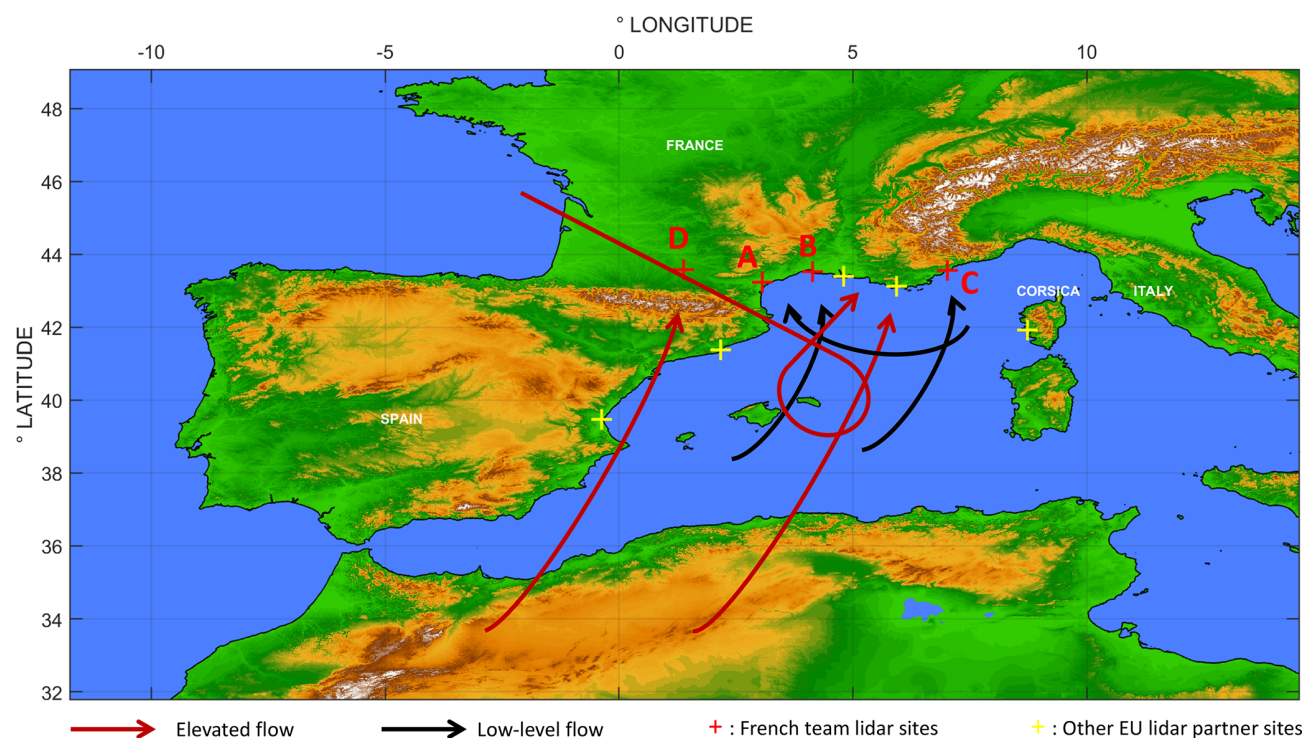 ° LONGITUDE
-10 -5 0 5 10
48
FRANCE
46
44
D
A
B
C
CORSICA
ITALY
42
° LATITUDE
40
SPAIN
38
36
34
32
Elevated flow
Low-level flow
+ : French team lidar sites
+ : Other EU lidar partner sites